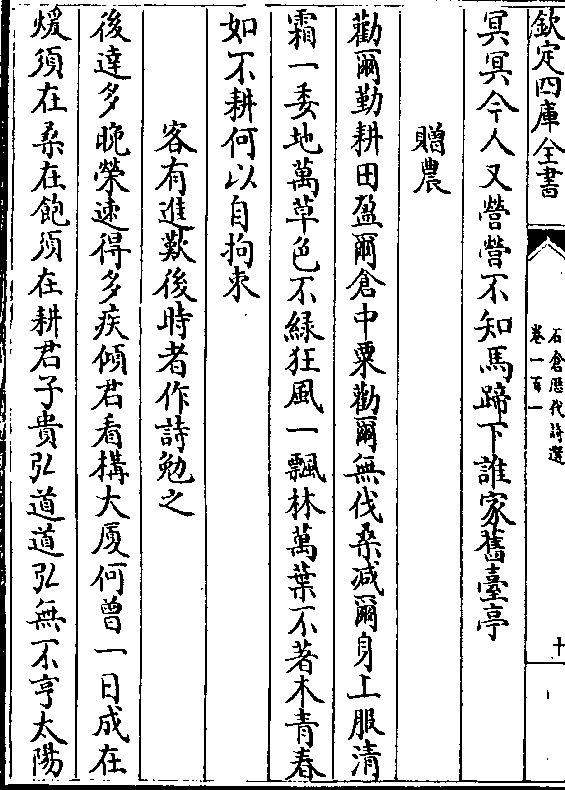 欽定四庫全書
石倉歴代詩選
卷一百一
十
冥冥今人又營營不知馬蹄下誰家舊臺亭
贈農
勸爾勤耕田盈爾倉中粟勸爾無伐桑减爾身上服清
霜一委地萬草色不緑狂風一飄林萬葉不著木青春
如不耕何以自拘束
客有進歎後時者作詩勉之
後達多晚榮速得多疾傾君看構大厦何曽一日成在
煖須在桑在飽須在耕君子貴弘道道弘無不亨太陽